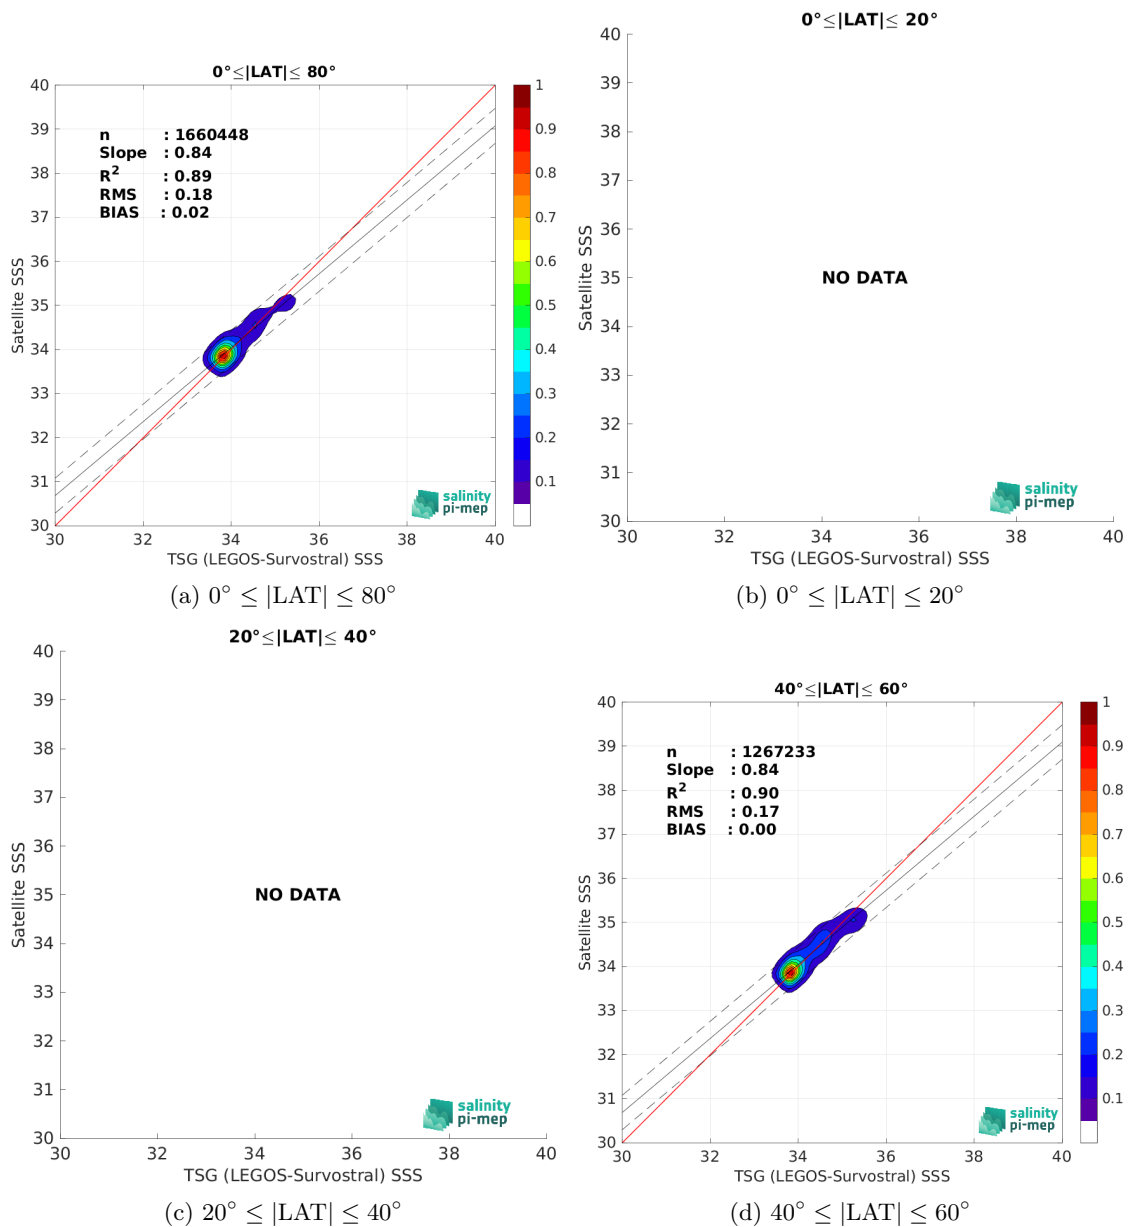 0°≤|LAT|≤ 80°
40
39
38
37
36
35
34
33
32
31
30
Satellite SSS
n : 1660448
Slope : 0.84
R² : 0.89
RMS : 0.18
BIAS : 0.02
salinity
pi-mep
30 32 34 36 38 40
TSG (LEGOS-Survostral) SSS
1
0.9
0.8
0.7
0.6
0.5
0.4
0.3
0.2
0.1
(a) 0° ≤ |LAT| ≤ 80°
0°≤|LAT|≤ 20°
40
39
38
37
36
35
34
33
32
31
30
Satellite SSS
NO DATA
salinity
pi-mep
30 32 34 36 38 40
TSG (LEGOS-Survostral) SSS
(b) 0° ≤ |LAT| ≤ 20°
20°≤|LAT|≤ 40°
40
39
38
37
36
35
34
33
32
31
30
Satellite SSS
NO DATA
salinity
pi-mep
30 32 34 36 38 40
TSG (LEGOS-Survostral) SSS
(c) 20° ≤ |LAT| ≤ 40°
40°≤|LAT|≤ 60°
40
39
38
37
36
35
34
33
32
31
30
Satellite SSS
n : 1267233
Slope : 0.84
R² : 0.90
RMS : 0.17
BIAS : 0.00
salinity
pi-mep
30 32 34 36 38 40
TSG (LEGOS-Survostral) SSS
1
0.9
0.8
0.7
0.6
0.5
0.4
0.3
0.2
0.1
(d) 40° ≤ |LAT| ≤ 60°